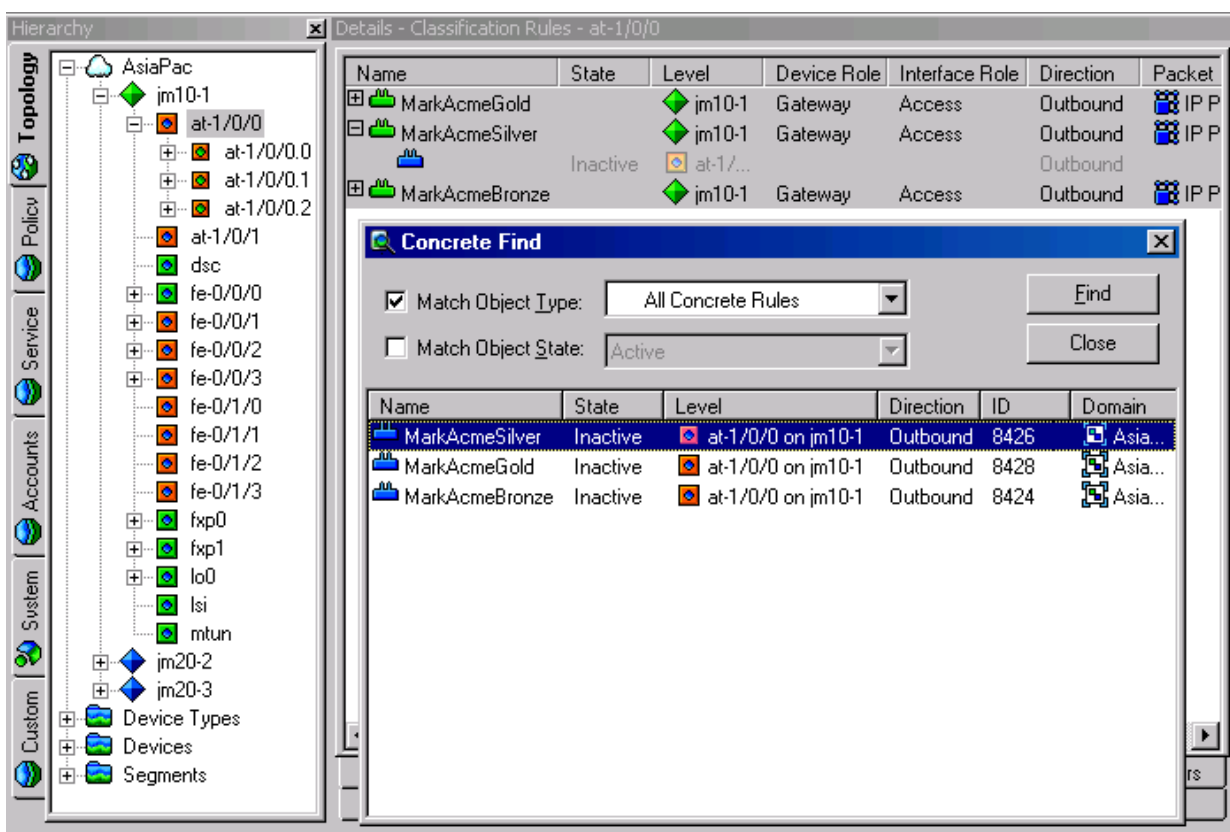 Hierarchy
Topology
Policy
Service
Accounts
System
Custom
AsiaPac
jm10-1
at-1/0/0
at-1/0/0.0
at-1/0/0.1
at-1/0/0.2
at-1/0/1
dsc
fe-0/0/0
fe-0/0/1
fe-0/0/2
fe-0/0/3
fe-0/1/0
fe-0/1/1
fe-0/1/2
fe-0/1/3
fxp0
fxp1
lo0
lsi
mtun
jm20-2
jm20-3
Device Types
Devices
Segments
Details - Classification Rules - at-1/0/0
Name State Level Device Role Interface Role Direction Packet
MarkAcmeGold jm10-1 Gateway Access Outbound IP P
MarkAcmeSilver jm10-1 Gateway Access Outbound IP P
Inactive at-1/... Outbound
MarkAcmeBronze jm10-1 Gateway Access Outbound IP P
Concrete Find
Match Object Type: All Concrete Rules Find
Match Object State: Active Close
Name State Level Direction ID Domain
MarkAcmeSilver Inactive at-1/0/0 on jm10-1 Outbound 8426 Asia...
MarkAcmeGold Inactive at-1/0/0 on jm10-1 Outbound 8428 Asia...
MarkAcmeBronze Inactive at-1/0/0 on jm10-1 Outbound 8424 Asia...
rs